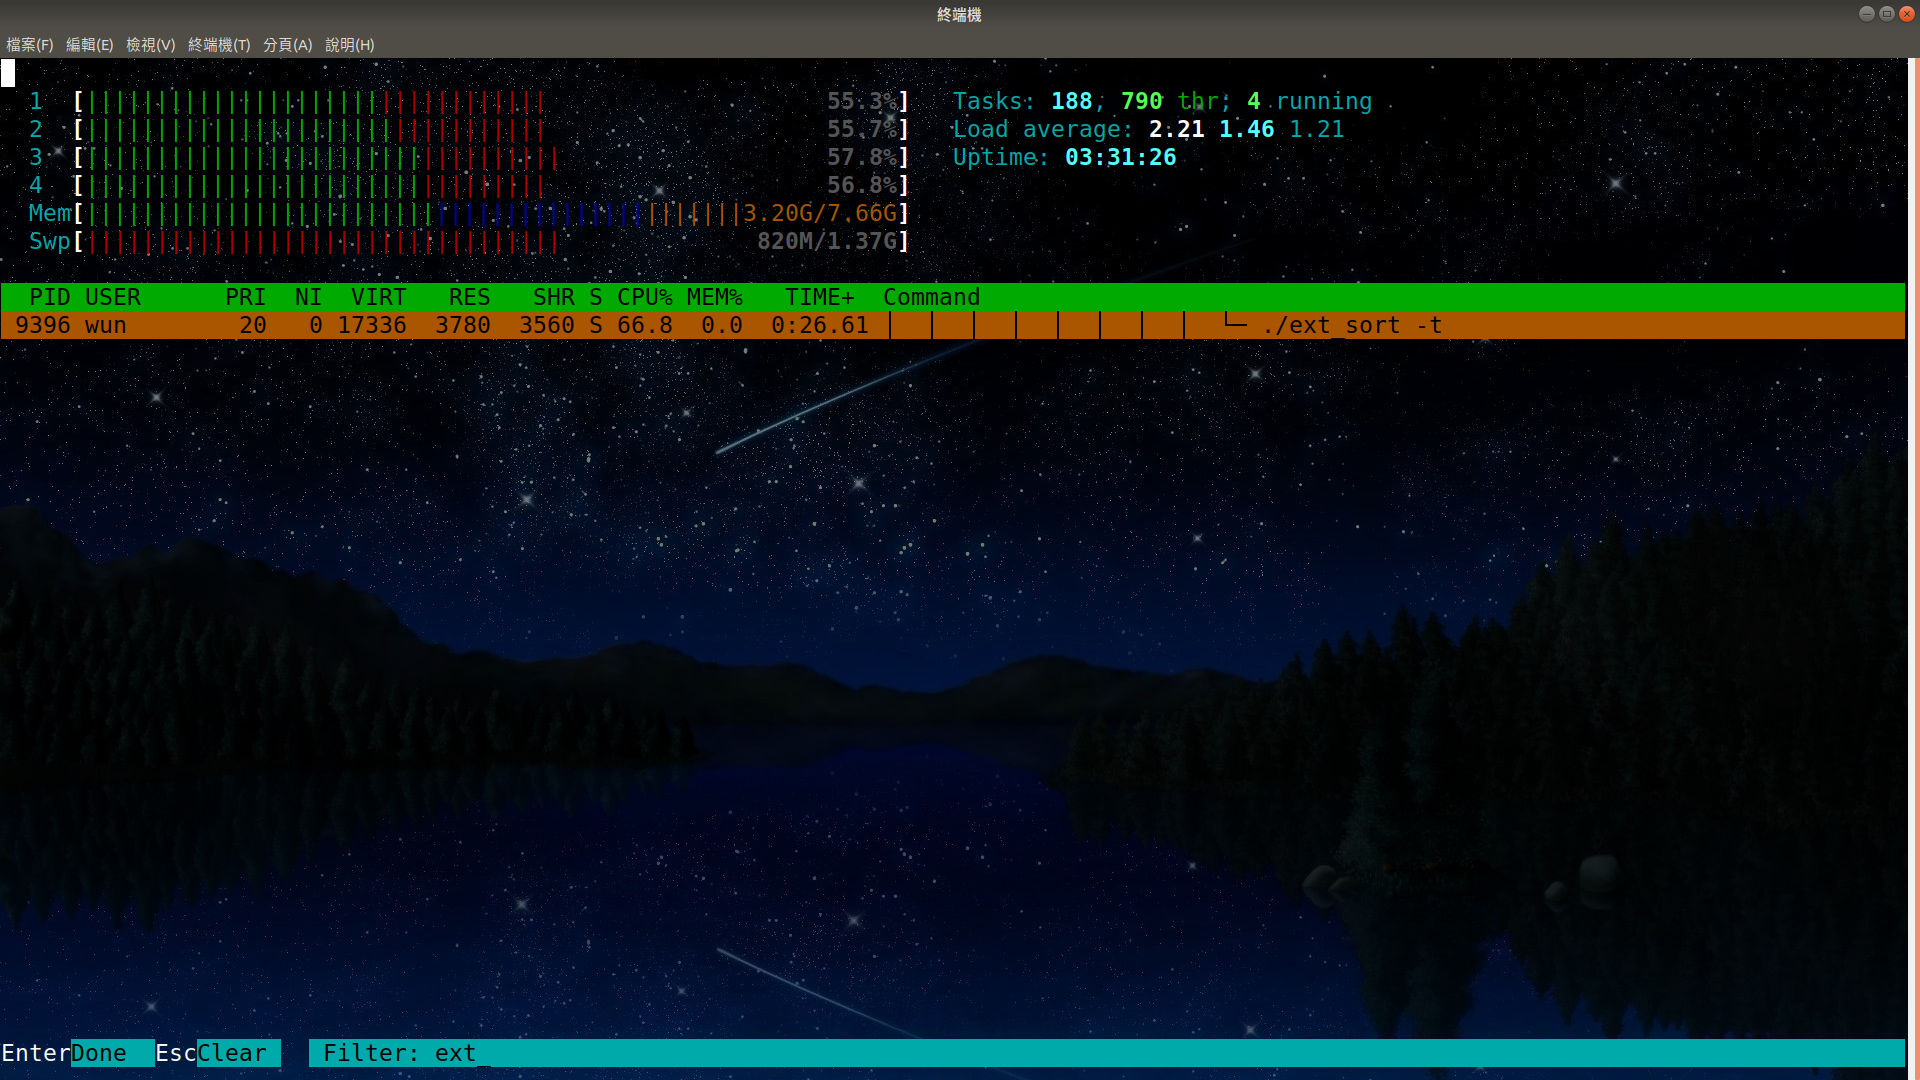 終端機
檔案(F) 編輯(E) 檢視(V) 終端機(T) 分頁(A) 說明(H)
1 [||||||||||||||||||||||||||||||||| 55.3%] Tasks: 188, 790 thr; 4 running
2 [||||||||||||||||||||||||||||||||| 55.7%] Load average: 2.21 1.46 1.21
3 [|||||||||||||||||||||||||||||||||| 57.8%] Uptime: 03:31:26
4 [||||||||||||||||||||||||||||||||| 56.8%]
Mem[|||||||||||||||||||||||||||||||||||||||||||||||3.20G/7.66G]
Swp[|||||||||||||||||||||||||||||||||| 820M/1.37G]
PID USER PRI NI VIRT RES SHR S CPU% MEM% TIME+ Command
9396 wun 20 0 17336 3780 3560 S 66.8 0.0 0:26.61 │ │ │ │ │ │ │ │ └─ ./ext_sort -t
EnterDone EscClear Filter: ext_